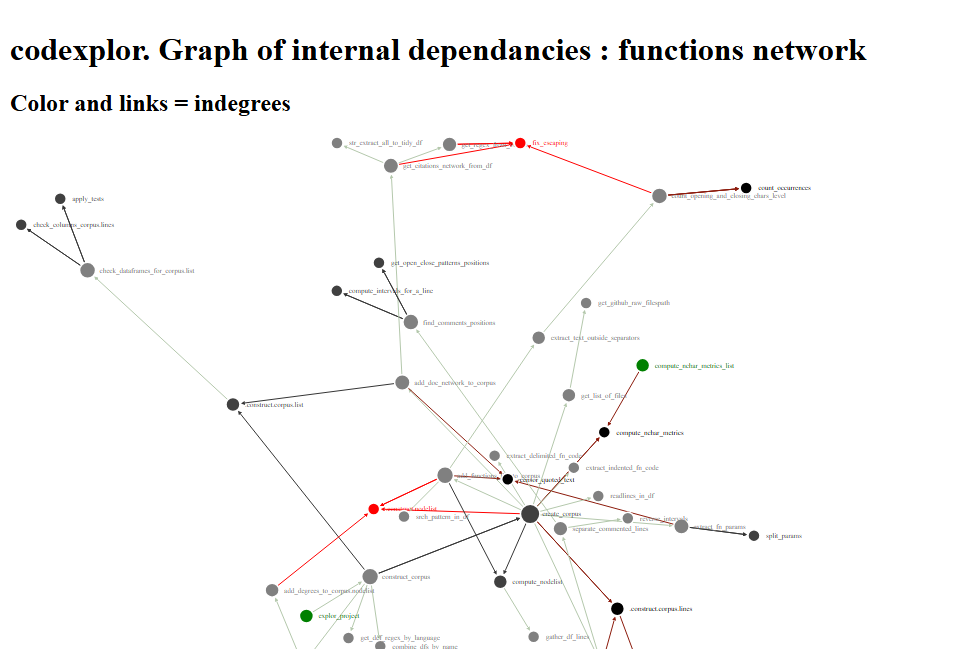 codexplor. Graph of internal dependancies : functions network
Color and links = indegrees
str_extract_all_to_tidy_df
fix_escaping
get_citations_network_from_df
count_occurrences
count_opening_and_closing_chars_level
apply_tests
check_columns_corpus.lines
get_open_close_patterns_positions
check_dataframes_for_corpus.list
compute_intervals_for_a_line
get_github_raw_filespath
find_comments_positions
extract_text_outside_separators
compute_nchar_metrics_list
add_doc_network_to_corpus
get_list_of_files
construct.corpus.list
compute_nchar_metrics
extract_delimited_fn_code
extract_indented_fn_code
censor_quoted_text
readlines_in_df
construct.nodelist
srch_pattern_in_df
create_corpus
reverse_intervals
separate_commented_lines
extract_fn_params
split_params
construct_corpus
compute_nodelist
add_degrees_to_corpus.nodelist
construct.corpus.lines
explor_project
get_def_regex_by_language
gather_df_lines
combine_dfs_by_name